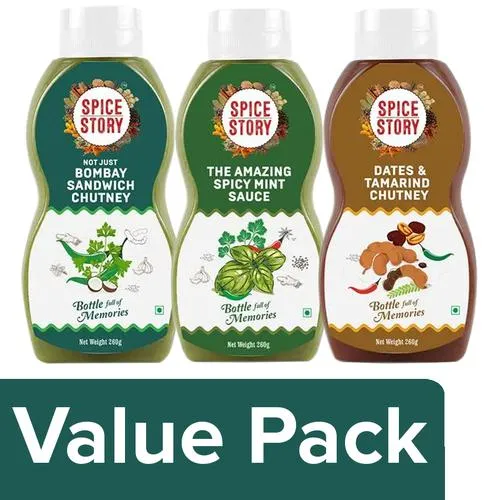 SPICE
STORY
NOT JUST
BOMBAY
SANDWICH
CHUTNEY
Bottle full of
Memories
Net Weight 260g
SPICE
STORY
THE AMAZING
SPICY MINT
SAUCE
Bottle full of
Memories
Net Weight 260g
SPICE
STORY
DATES &
TAMARIND
CHUTNEY
Bottle full of
Memories
Net Weight 260g
Value Pack